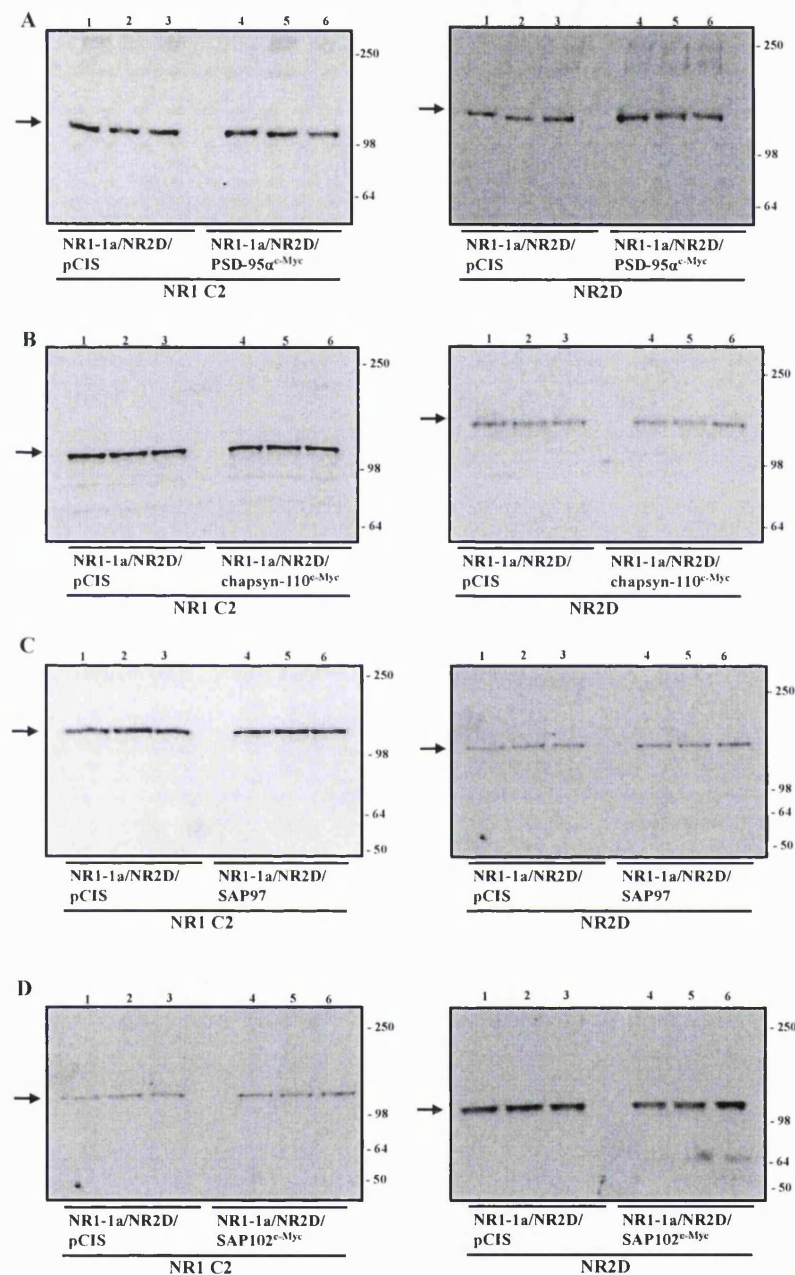 A
1 2 3 4 5 6
-250
- 98
- 64
NR1-1a/NR2D/ NR1-1a/NR2D/
pCIS PSD-95α^c-Myc
NR1 C2
1 2 3 4 5 6
- 250
- 98
- 64
NR1-1a/NR2D/ NR1-1a/NR2D/
pCIS PSD-95α^c-Myc
NR2D
B
1 2 3 4 5 6
- 250
- 98
- 64
NR1-1a/NR2D/ NR1-1a/NR2D/
pCIS chapsyn-110^c-Myc
NR1 C2
1 2 3 4 5 6
- 250
- 98
- 64
NR1-1a/NR2D/ NR1-1a/NR2D/
pCIS chapsyn-110^c-Myc
NR2D
C
1 2 3 4 5 6
- 250
- 98
- 64
- 50
NR1-1a/NR2D/ NR1-1a/NR2D/
pCIS SAP97
NR1 C2
1 2 3 4 5 6
- 250
- 98
- 64
- 50
NR1-1a/NR2D/ NR1-1a/NR2D/
pCIS SAP97
NR2D
D
1 2 3 4 5 6
- 250
- 98
- 64
- 50
NR1-1a/NR2D/ NR1-1a/NR2D/
pCIS SAP102^c-Myc
NR1 C2
1 2 3 4 5 6
- 250
- 98
- 64
- 50
NR1-1a/NR2D/ NR1-1a/NR2D/
pCIS SAP102^c-Myc
NR2D